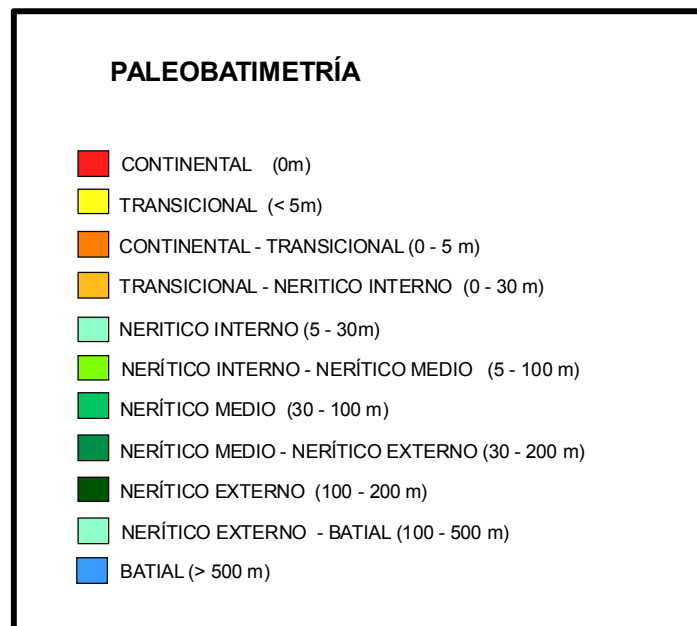 PALEOBATIMETRÍA
CONTINENTAL (0m)
TRANSICIONAL (< 5m)
CONTINENTAL - TRANSICIONAL (0 - 5 m)
TRANSICIONAL - NERITICO INTERNO (0 - 30 m)
NERITICO INTERNO (5 - 30m)
NERÍTICO INTERNO - NERÍTICO MEDIO (5 - 100 m)
NERÍTICO MEDIO (30 - 100 m)
NERÍTICO MEDIO - NERÍTICO EXTERNO (30 - 200 m)
NERÍTICO EXTERNO (100 - 200 m)
NERÍTICO EXTERNO - BATIAL (100 - 500 m)
BATIAL (> 500 m)